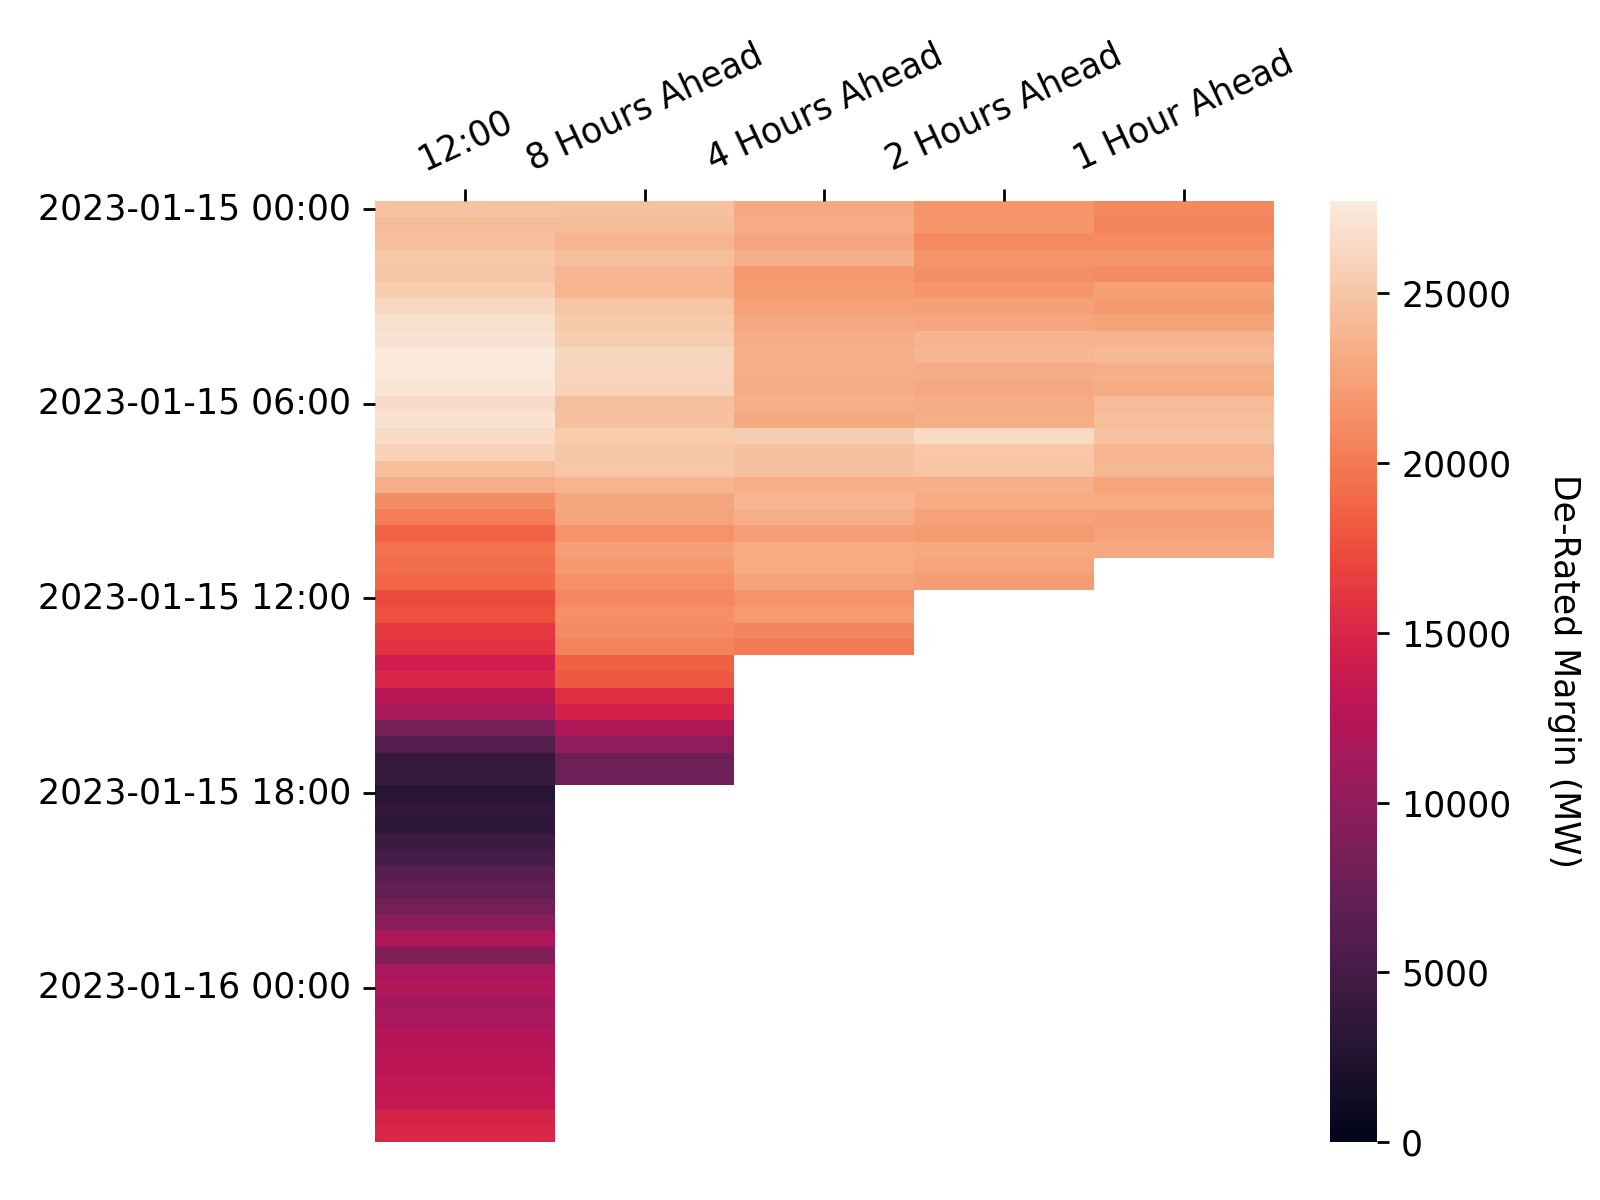 12:00
8 Hours Ahead
4 Hours Ahead
2 Hours Ahead
1 Hour Ahead
2023-01-15 00:00
2023-01-15 06:00
2023-01-15 12:00
2023-01-15 18:00
2023-01-16 00:00
25000
20000
15000
10000
5000
0
De-Rated Margin (MW)